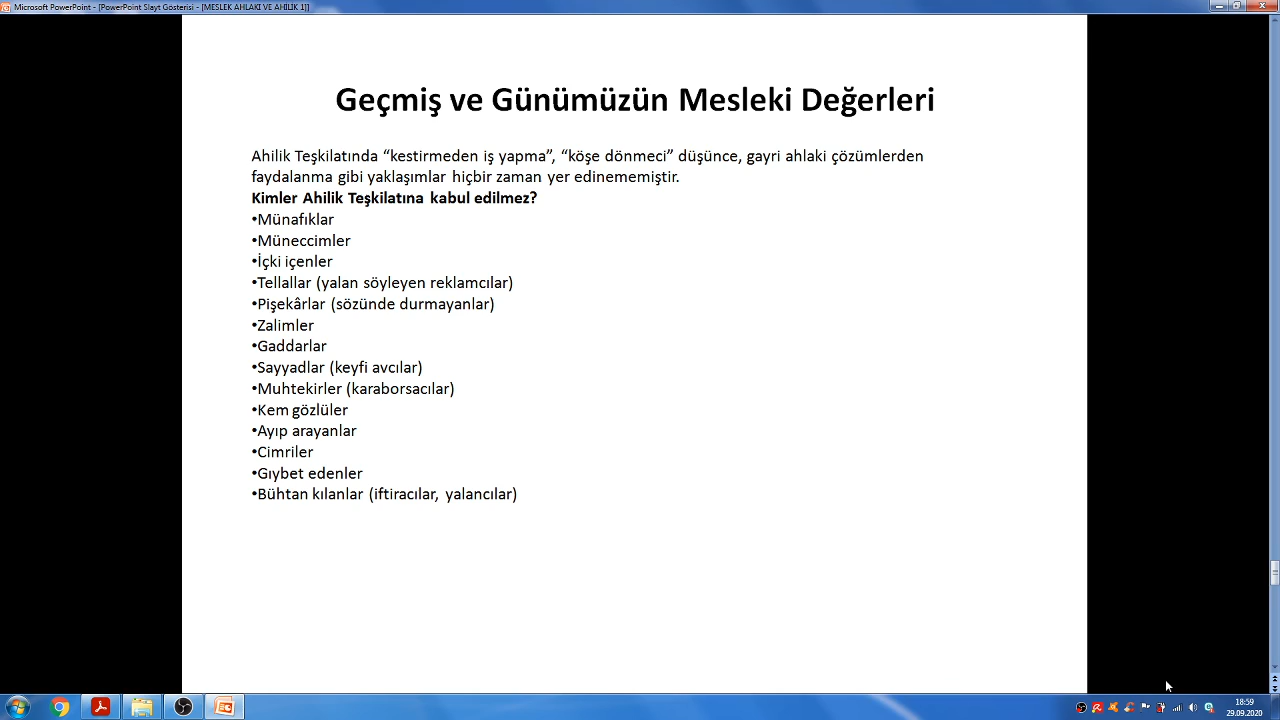 Microsoft PowerPoint - [PowerPoint Slayt Gösterisi - [MESLEK AHLAKI VE AHILIK 1]]
Geçmiş ve Günümüzün Mesleki Değerleri
Ahilik Teşkilatında “kestirmeden iş yapma”, “köşe dönmeci” düşünce, gayri ahlaki çözümlerden
faydalanma gibi yaklaşımlar hiçbir zaman yer edinememiştir.
Kimler Ahilik Teşkilatına kabul edilmez?
•Münafıklar
•Müneccimler
•İçki içenler
•Tellallar (yalan söyleyen reklamcılar)
•Pişekârlar (sözünde durmayanlar)
•Zalimler
•Gaddarlar
•Sayyadlar (keyfi avcılar)
•Muhtekirler (karaborsacılar)
•Kem gözlüler
•Ayıp arayanlar
•Cimriler
•Gıybet edenler
•Bühtan kılanlar (iftiracılar, yalancılar)
18:59
29.09.2020